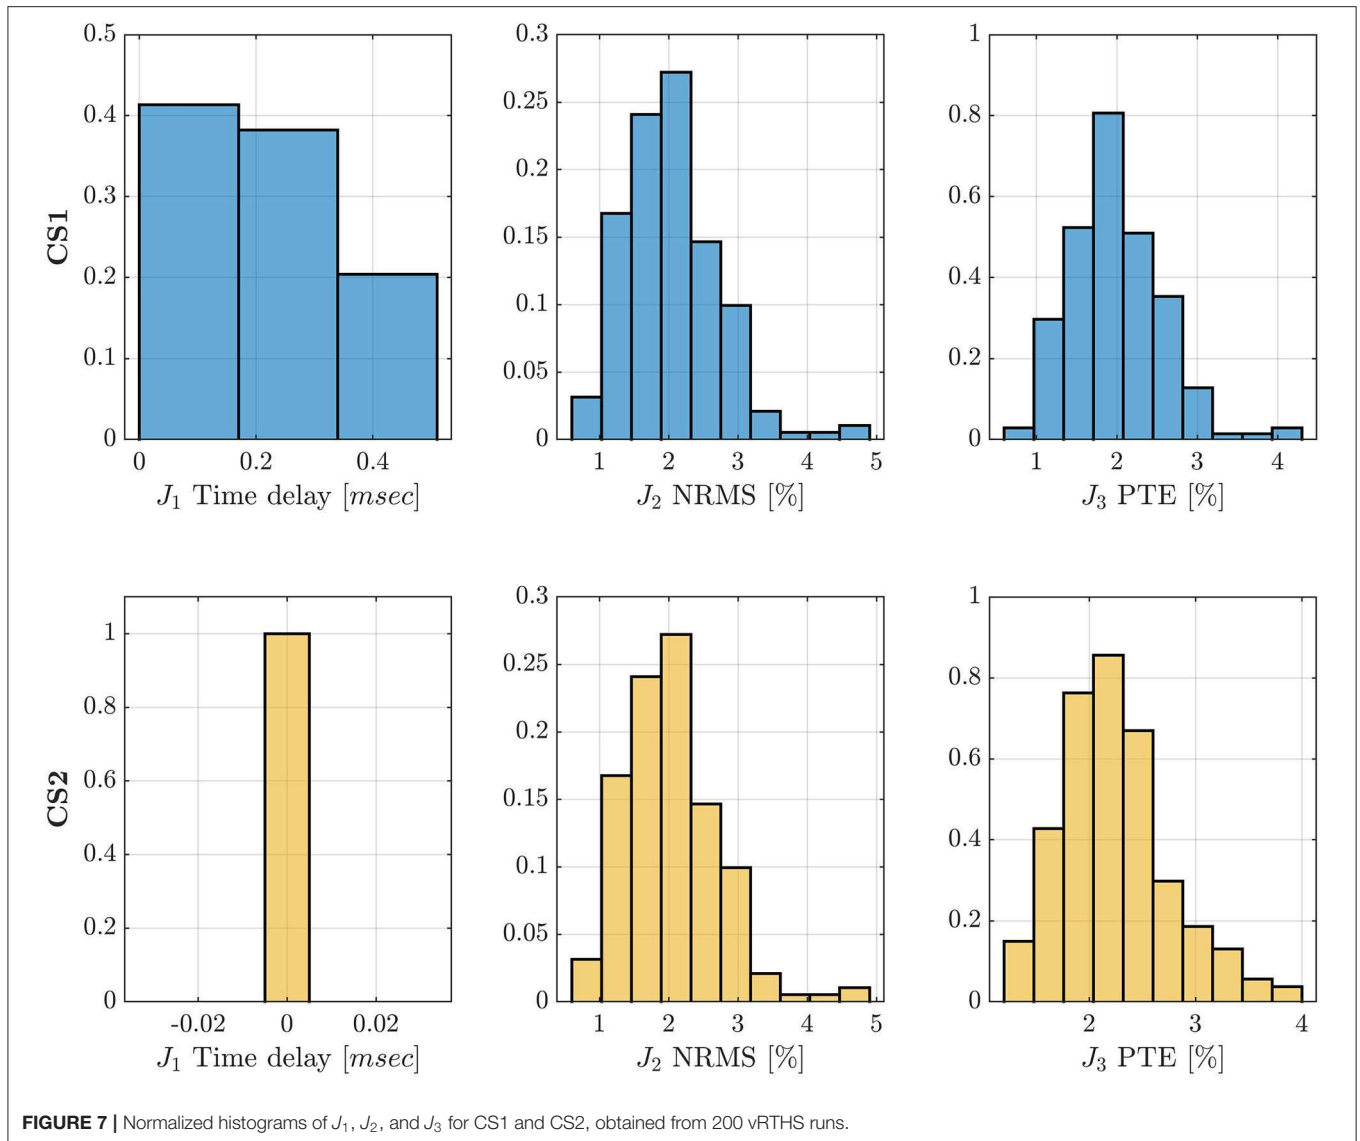 0.5
0.4
0.3
0.2
0.1
0
CS1
0 0.2 0.4
J1 Time delay [msec]
0.3
0.25
0.2
0.15
0.1
0.05
0
1 2 3 4 5
J2 NRMS [%]
1
0.8
0.6
0.4
0.2
0
1 2 3 4
J3 PTE [%]
1
0.8
0.6
0.4
0.2
0
CS2
-0.02 0 0.02
J1 Time delay [msec]
0.3
0.25
0.2
0.15
0.1
0.05
0
1 2 3 4 5
J2 NRMS [%]
1
0.8
0.6
0.4
0.2
0
2 3 4
J3 PTE [%]
FIGURE 7 | Normalized histograms of J1, J2, and J3 for CS1 and CS2, obtained from 200 vRTHS runs.